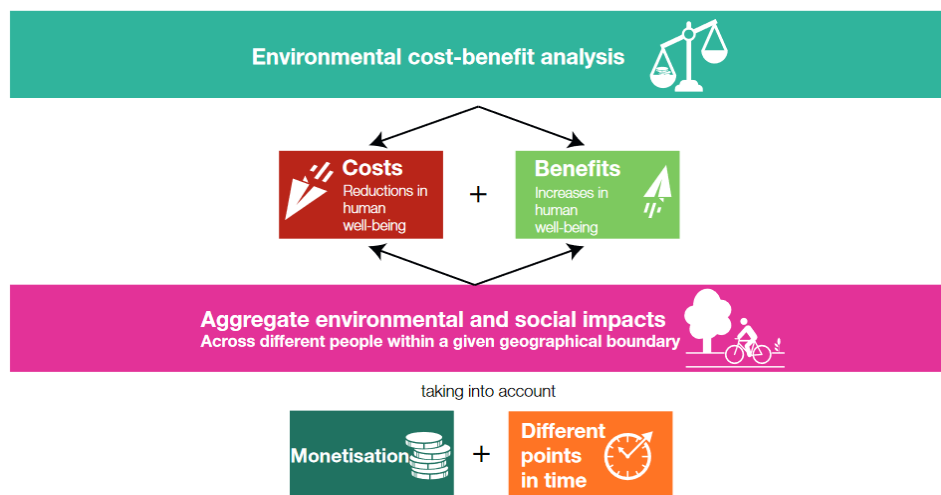 Environmental cost-benefit analysis
Costs
Reductions in
human
well-being
+
Benefits
Increases in
human
well-being
Aggregate environmental and social impacts
Across different people within a given geographical boundary
taking into account
Monetisation
+
Different
points
in time